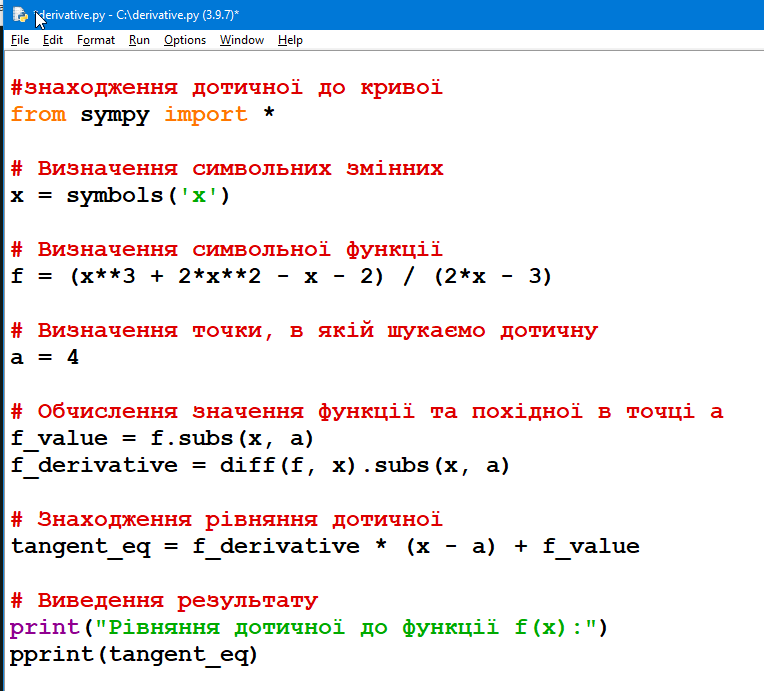 *derivative.py - C:\derivative.py (3.9.7)*
File Edit Format Run Options Window Help
#знаходження дотичної до кривої
from sympy import *
# Визначення символьних змінних
x = symbols('x')
# Визначення символьної функції
f = (x**3 + 2*x**2 - x - 2) / (2*x - 3)
# Визначення точки, в якій шукаємо дотичну
a = 4
# Обчислення значення функції та похідної в точці a
f_value = f.subs(x, a)
f_derivative = diff(f, x).subs(x, a)
# Знаходження рівняння дотичної
tangent_eq = f_derivative * (x - a) + f_value
# Виведення результату
print("Рівняння дотичної до функції f(x):")
pprint(tangent_eq)